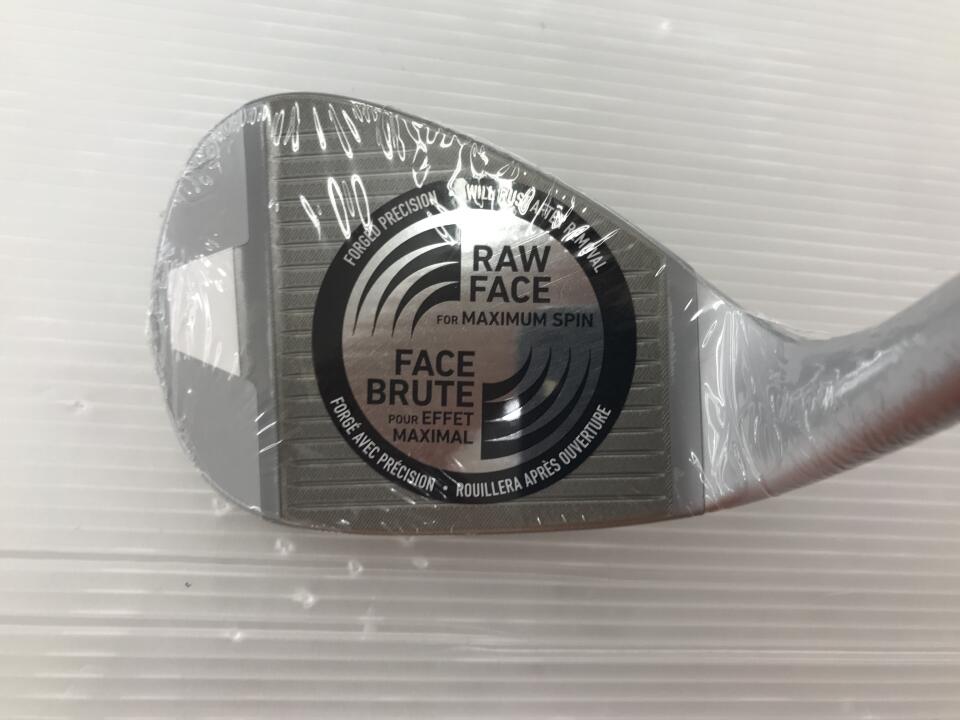 FORGED PRECISION • WILL RUST AFTER REMOVAL
RAW
FACE
FOR MAXIMUM SPIN
FACE
BRUTE
POUR EFFET
MAXIMAL
FORGÉ AVEC PRÉCISION • ROUILLERA APRÈS OUVERTURE